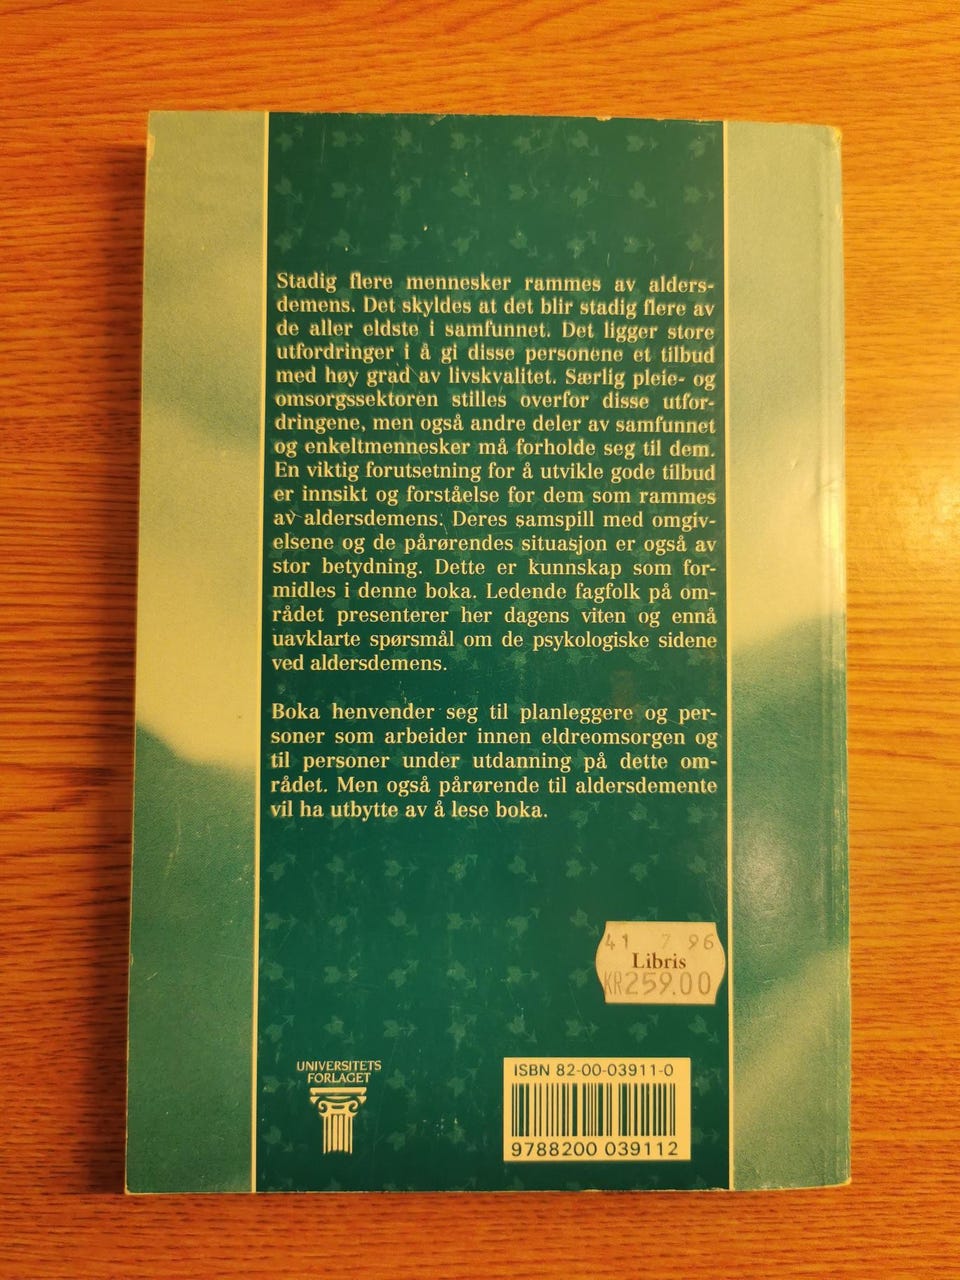 Stadig flere mennesker rammes av alders-
demens. Det skyldes at det blir stadig flere av
de aller eldste i samfunnet. Det ligger store
utfordringer i å gi disse personene et tilbud
med høy grad av livskvalitet. Særlig pleie- og
omsorgssektoren stilles overfor disse utfor-
dringene, men også andre deler av samfunnet
og enkeltmennesker må forholde seg til dem.
En viktig forutsetning for å utvikle gode tilbud
er innsikt og forståelse for dem som rammes
av aldersdemens. Deres samspill med omgiv-
elsene og de pårørendes situasjon er også av
stor betydning. Dette er kunnskap som for-
midles i denne boka. Ledende fagfolk på om-
rådet presenterer her dagens viten og ennå
uavklarte spørsmål om de psykologiske sidene
ved aldersdemens.
Boka henvender seg til planleggere og per-
soner som arbeider innen eldreomsorgen og
til personer under utdanning på dette om-
rådet. Men også pårørende til aldersdemente
vil ha utbytte av å lese boka.
41 7 96
Libris
KR259.00
UNIVERSITETS
FORLAGET
ISBN 82-00-03911-0
9788200 039112